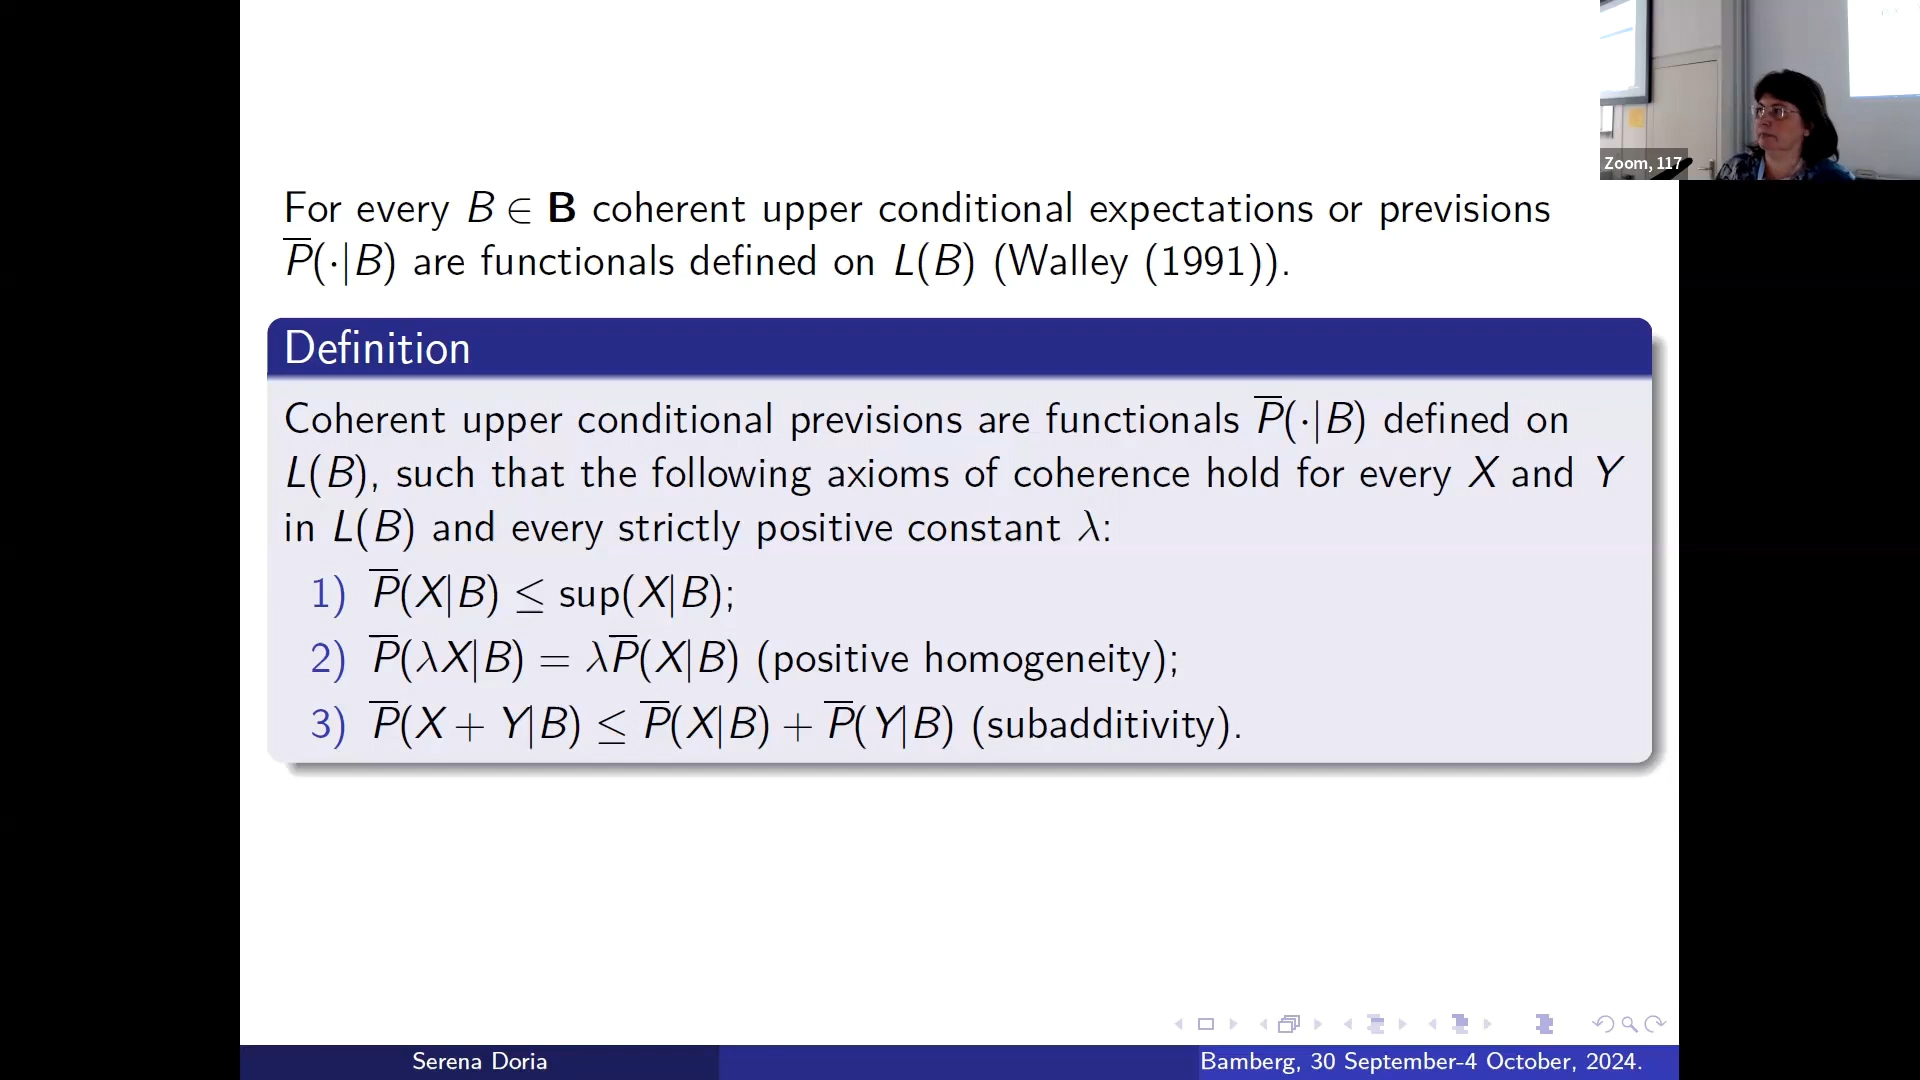 Zoom, 117
For every B ∈ 𝐁 coherent upper conditional expectations or previsions
P̅(·|B) are functionals defined on L(B) (Walley (1991)).
Definition
Coherent upper conditional previsions are functionals P̅(·|B) defined on
L(B), such that the following axioms of coherence hold for every X and Y
in L(B) and every strictly positive constant λ:
1) P̅(X|B) ≤ sup(X|B);
2) P̅(λX|B) = λP̅(X|B) (positive homogeneity);
3) P̅(X + Y|B) ≤ P̅(X|B) + P̅(Y|B) (subadditivity).
Serena Doria
Bamberg, 30 September-4 October, 2024.